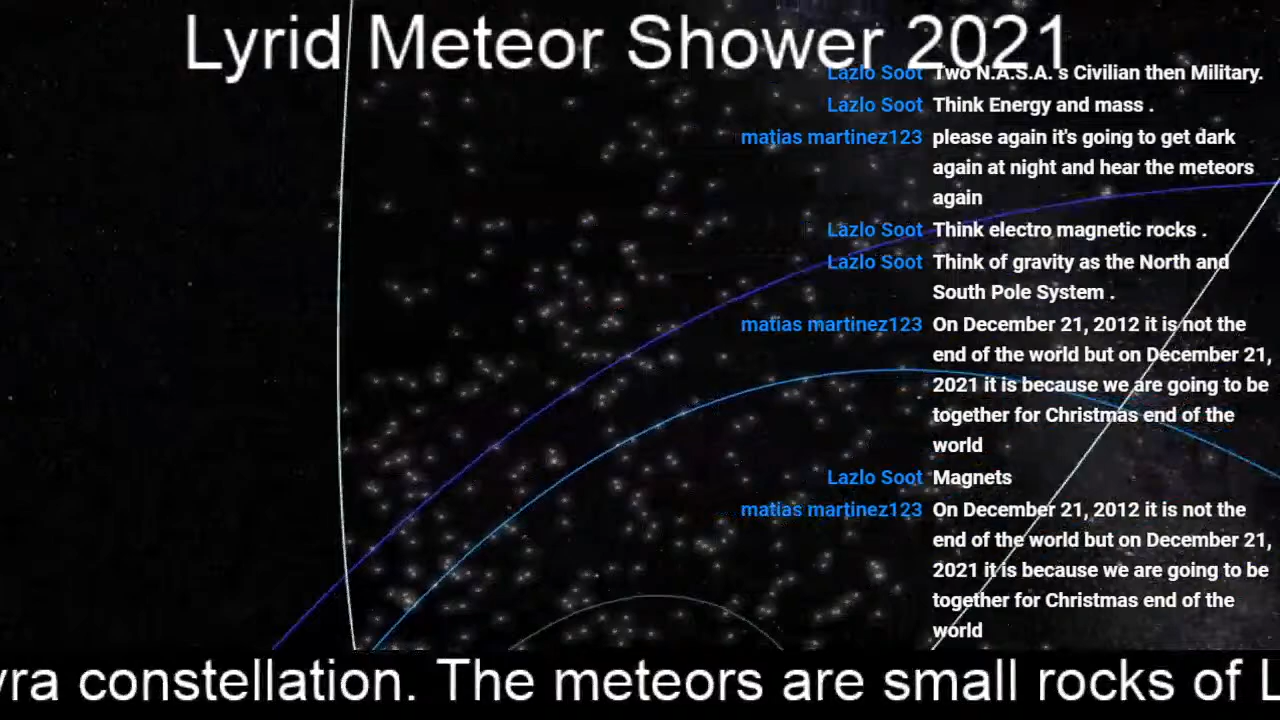 Lyrid Meteor Shower 2021
Lazlo Soot Two N.A.S.A.'s Civilian then Military.
Lazlo Soot Think Energy and mass .
matias martinez123 please again it's going to get dark
again at night and hear the meteors
again
Lazlo Soot Think electro magnetic rocks .
Lazlo Soot Think of gravity as the North and
South Pole System .
matias martinez123 On December 21, 2012 it is not the
end of the world but on December 21,
2021 it is because we are going to be
together for Christmas end of the
world
Lazlo Soot Magnets
matias martinez123 On December 21, 2012 it is not the
end of the world but on December 21,
2021 it is because we are going to be
together for Christmas end of the
world
yra constellation. The meteors are small rocks of